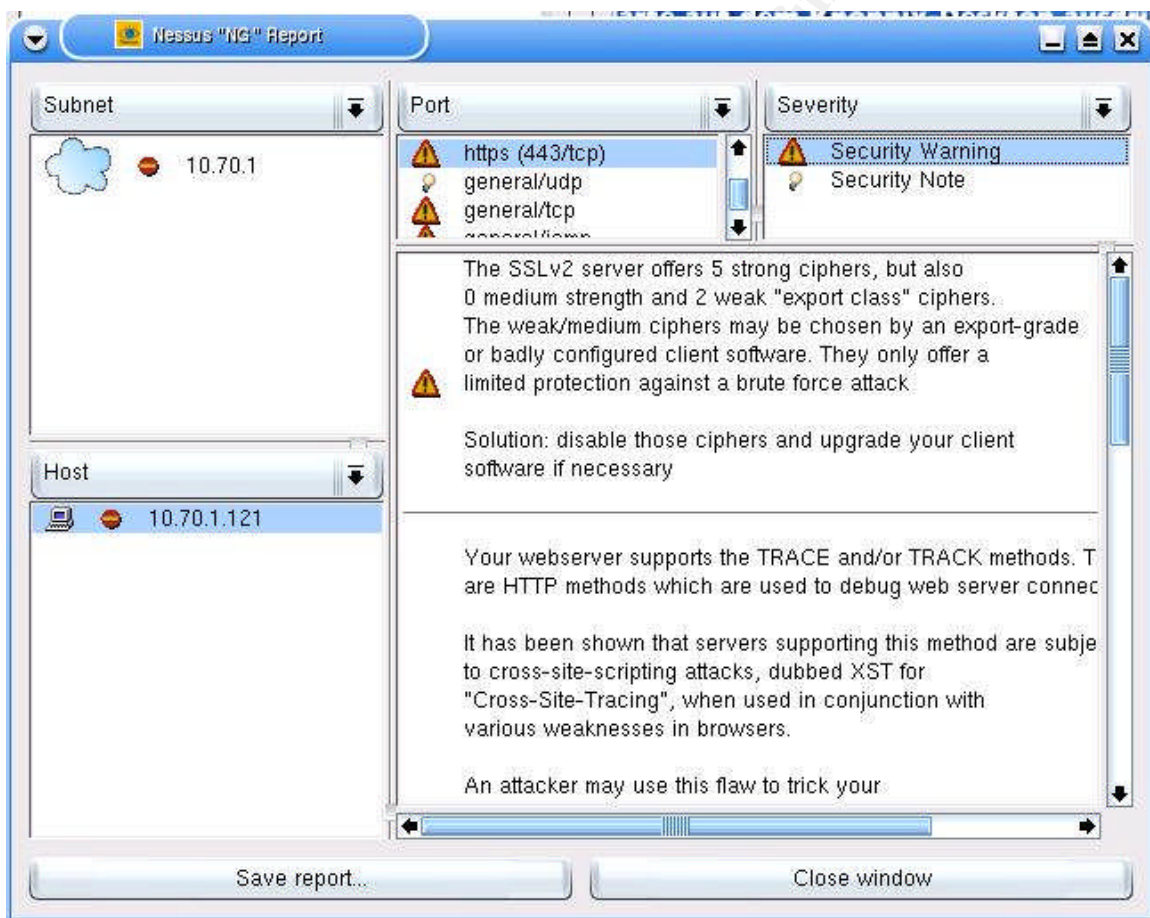 Nessus "NG" Report
Subnet
10.70.1
Host
10.70.1.121
Port
https (443/tcp)
general/udp
general/tcp
Severity
Security Warning
Security Note
The SSLv2 server offers 5 strong ciphers, but also
0 medium strength and 2 weak "export class" ciphers.
The weak/medium ciphers may be chosen by an export-grade
or badly configured client software. They only offer a
limited protection against a brute force attack
Solution: disable those ciphers and upgrade your client
software if necessary
Your webserver supports the TRACE and/or TRACK methods. T
are HTTP methods which are used to debug web server connec
It has been shown that servers supporting this method are subje
to cross-site-scripting attacks, dubbed XST for
"Cross-Site-Tracing", when used in conjunction with
various weaknesses in browsers.
An attacker may use this flaw to trick your
Save report...
Close window